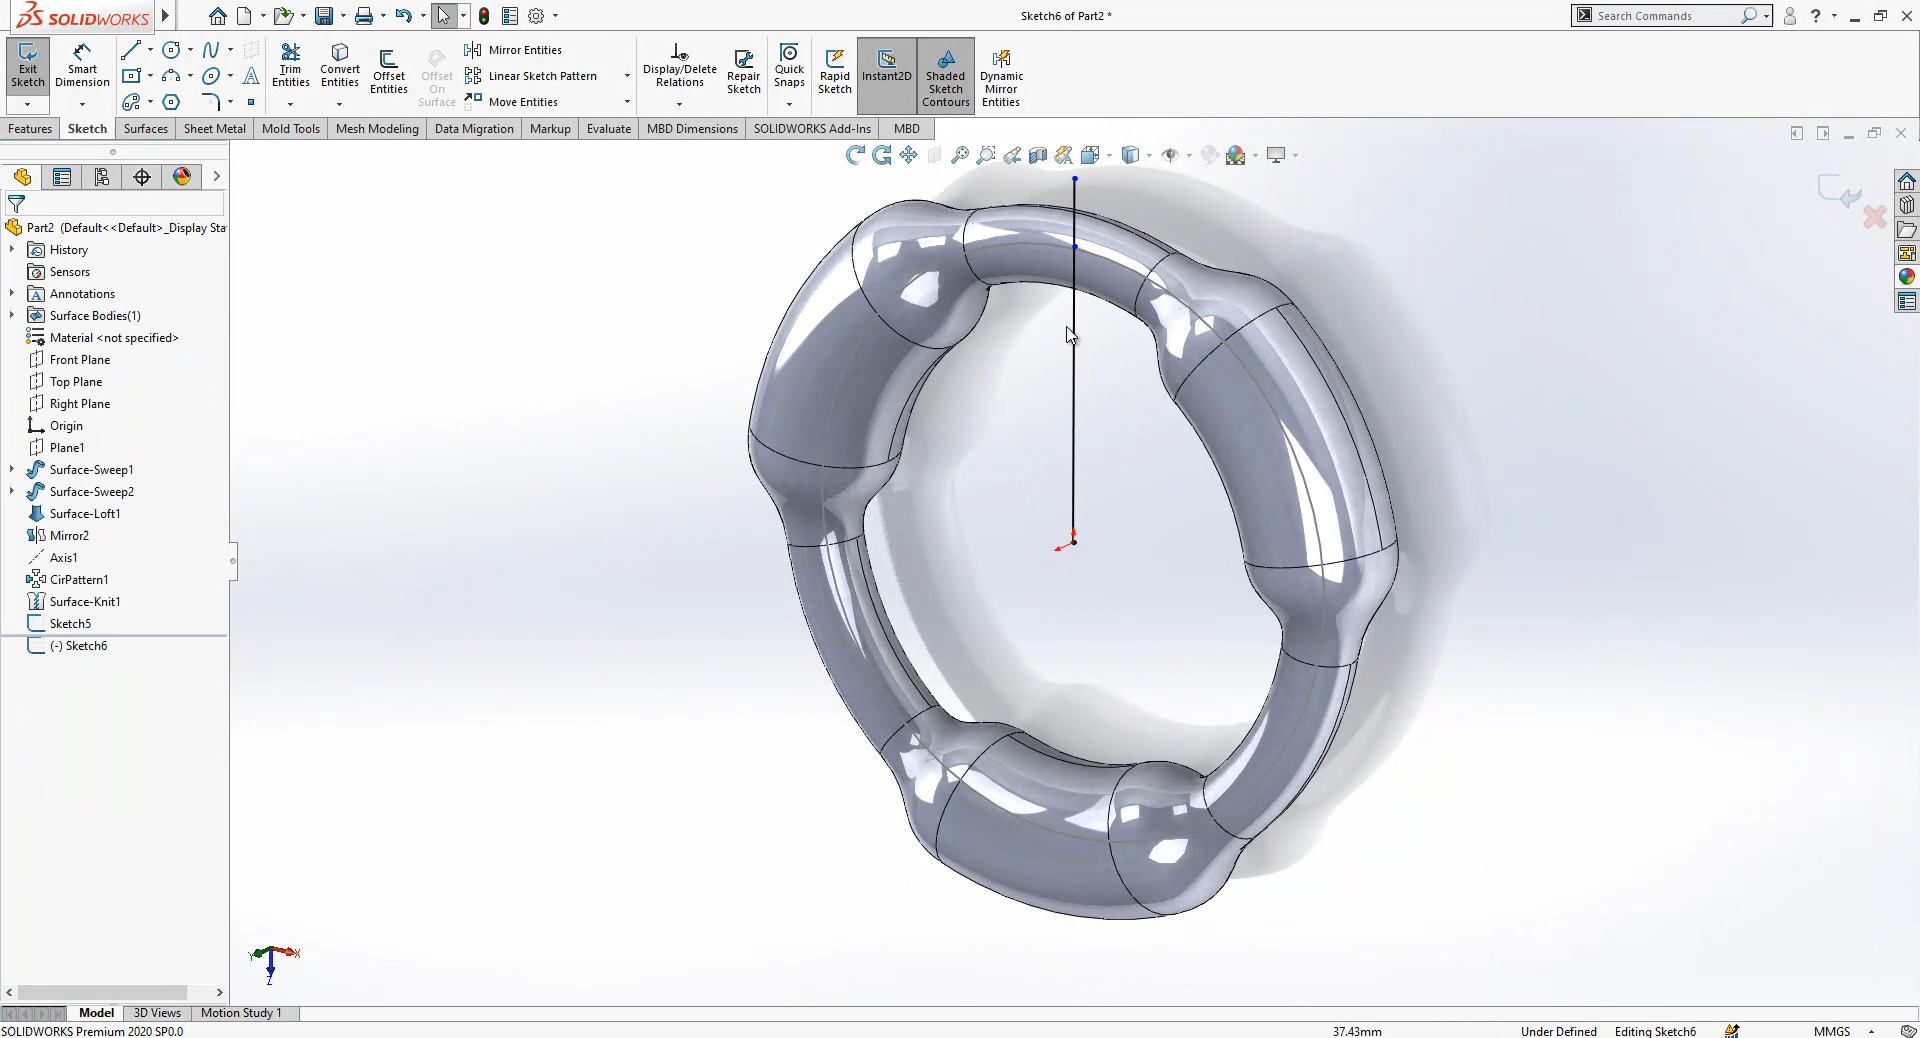 SOLIDWORKS
Sketch6 of Part2 *
Search Commands
Exit Sketch
Smart Dimension
Trim Entities
Convert Entities
Offset Entities
Offset On Surface
Mirror Entities
Linear Sketch Pattern
Move Entities
Display/Delete Relations
Repair Sketch
Quick Snaps
Rapid Sketch
Instant2D
Shaded Sketch Contours
Dynamic Mirror Entities
Features
Sketch
Surfaces
Sheet Metal
Mold Tools
Mesh Modeling
Data Migration
Markup
Evaluate
MBD Dimensions
SOLIDWORKS Add-Ins
MBD
Part2 (Default<<Default>_Display Sta
History
Sensors
Annotations
Surface Bodies(1)
Material <not specified>
Front Plane
Top Plane
Right Plane
Origin
Plane1
Surface-Sweep1
Surface-Sweep2
Surface-Loft1
Mirror2
Axis1
CirPattern1
Surface-Knit1
Sketch5
(-) Sketch6
Y
X
Z
Model
3D Views
Motion Study 1
SOLIDWORKS Premium 2020 SP0.0
37.43mm
Under Defined
Editing Sketch6
MMGS